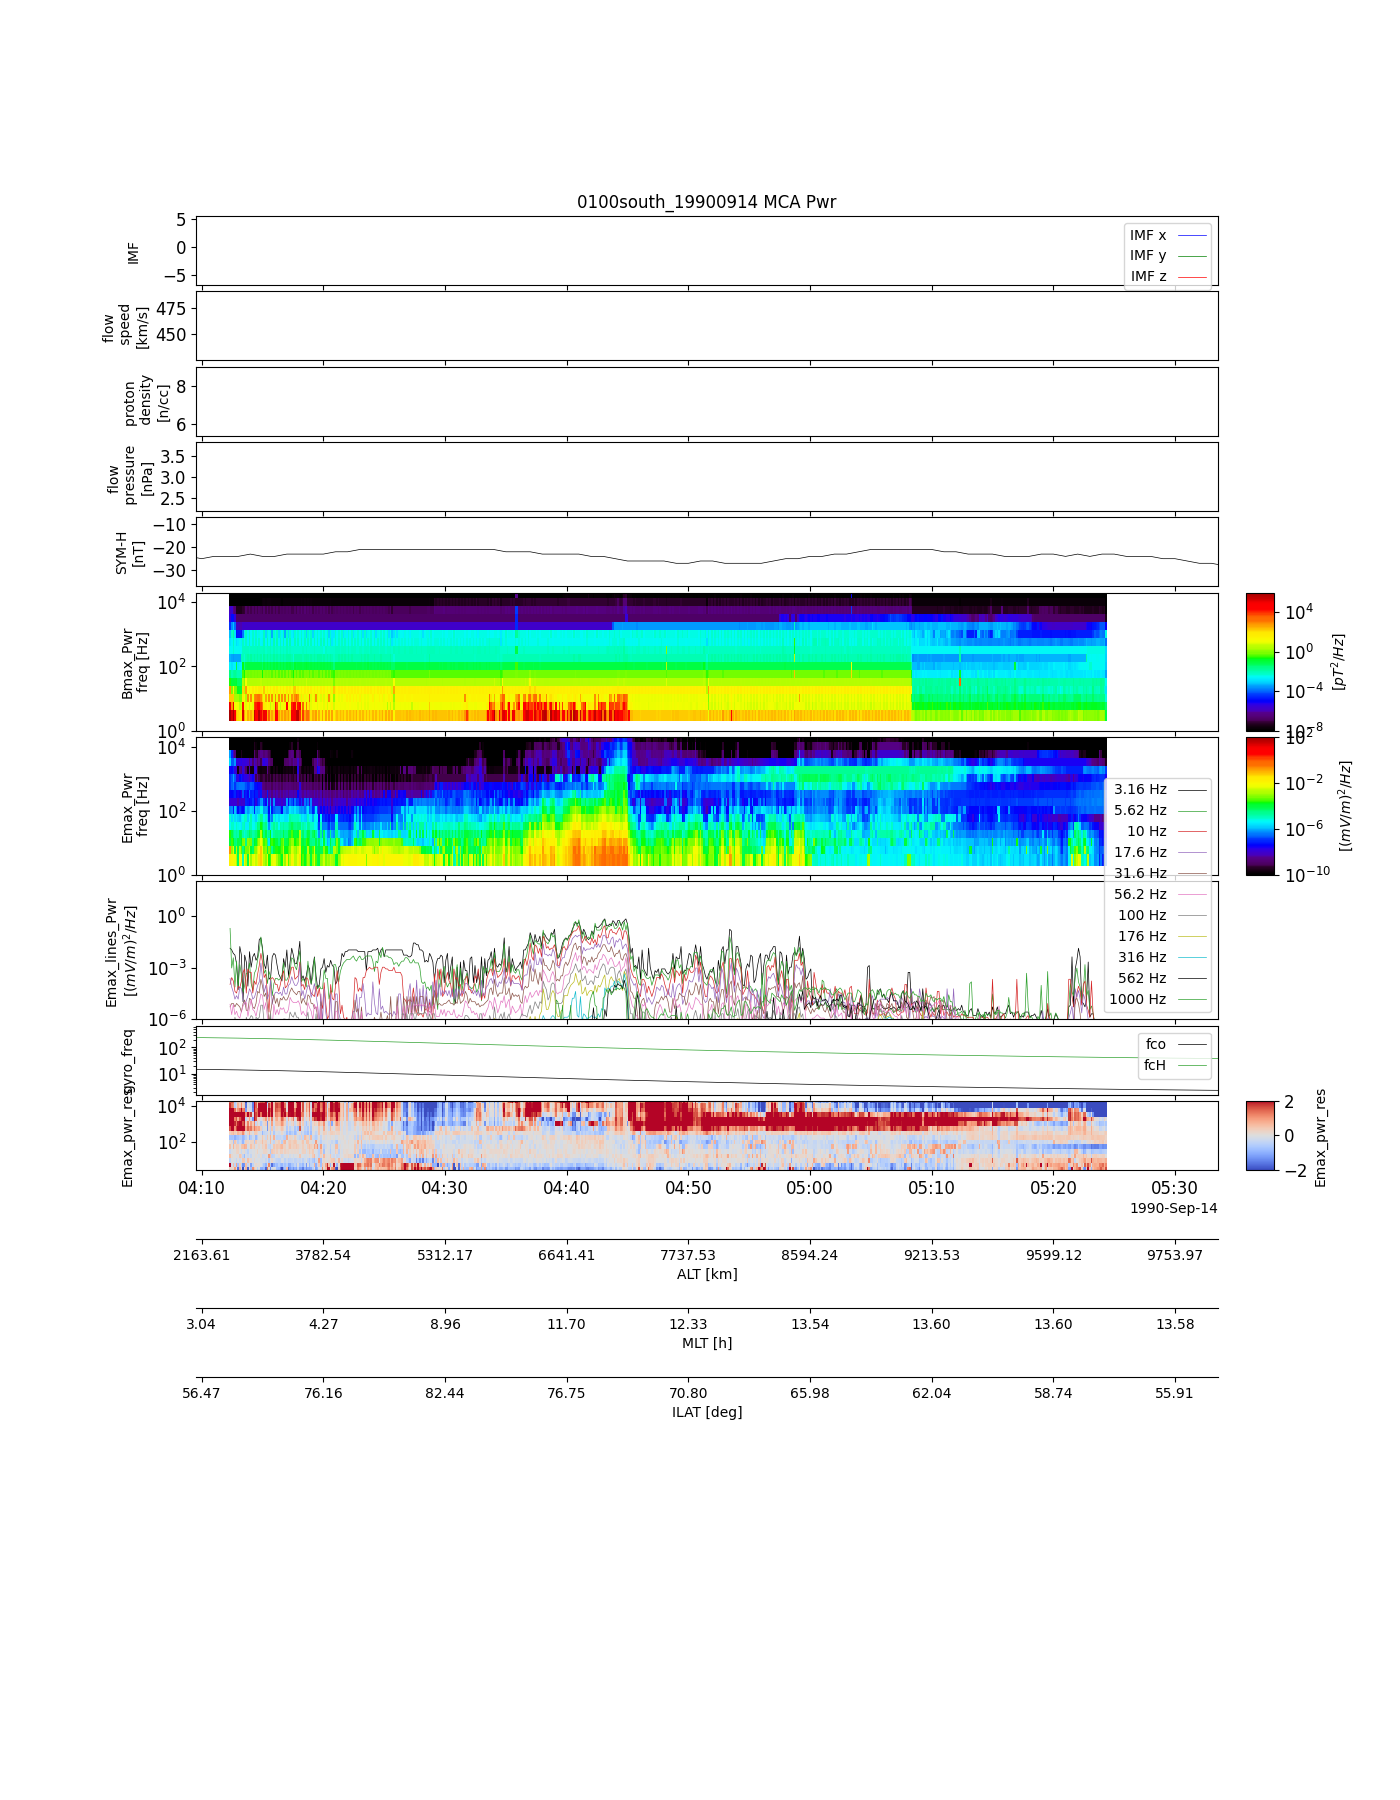 0100south_19900914 MCA Pwr
5
0
−5
IMF
IMF x
IMF y
IMF z
475
450
flow
speed
[km/s]
8
6
proton
density
[n/cc]
3.5
3.0
2.5
flow
pressure
[nPa]
−10
−20
−30
SYM-H
[nT]
10^4
10^2
10^0
Bmax_Pwr
freq [Hz]
10^4
10^0
10^−4
10^−8
[pT^2/Hz]
10^4
10^2
10^0
Emax_Pwr
freq [Hz]
10^2
10^−2
10^−6
10^−10
[(mV/m)^2/Hz]
3.16 Hz
5.62 Hz
10 Hz
17.6 Hz
31.6 Hz
56.2 Hz
100 Hz
176 Hz
316 Hz
562 Hz
1000 Hz
10^0
10^−3
10^−6
Emax_lines_Pwr
[(mV/m)^2/Hz]
10^2
10^1
gyro_freq
fco
fcH
10^4
10^2
Emax_pwr_res
2
0
−2
Emax_pwr_res
04:10 04:20 04:30 04:40 04:50 05:00 05:10 05:20 05:30
1990-Sep-14
2163.61 3782.54 5312.17 6641.41 7737.53 8594.24 9213.53 9599.12 9753.97
ALT [km]
3.04 4.27 8.96 11.70 12.33 13.54 13.60 13.60 13.58
MLT [h]
56.47 76.16 82.44 76.75 70.80 65.98 62.04 58.74 55.91
ILAT [deg]